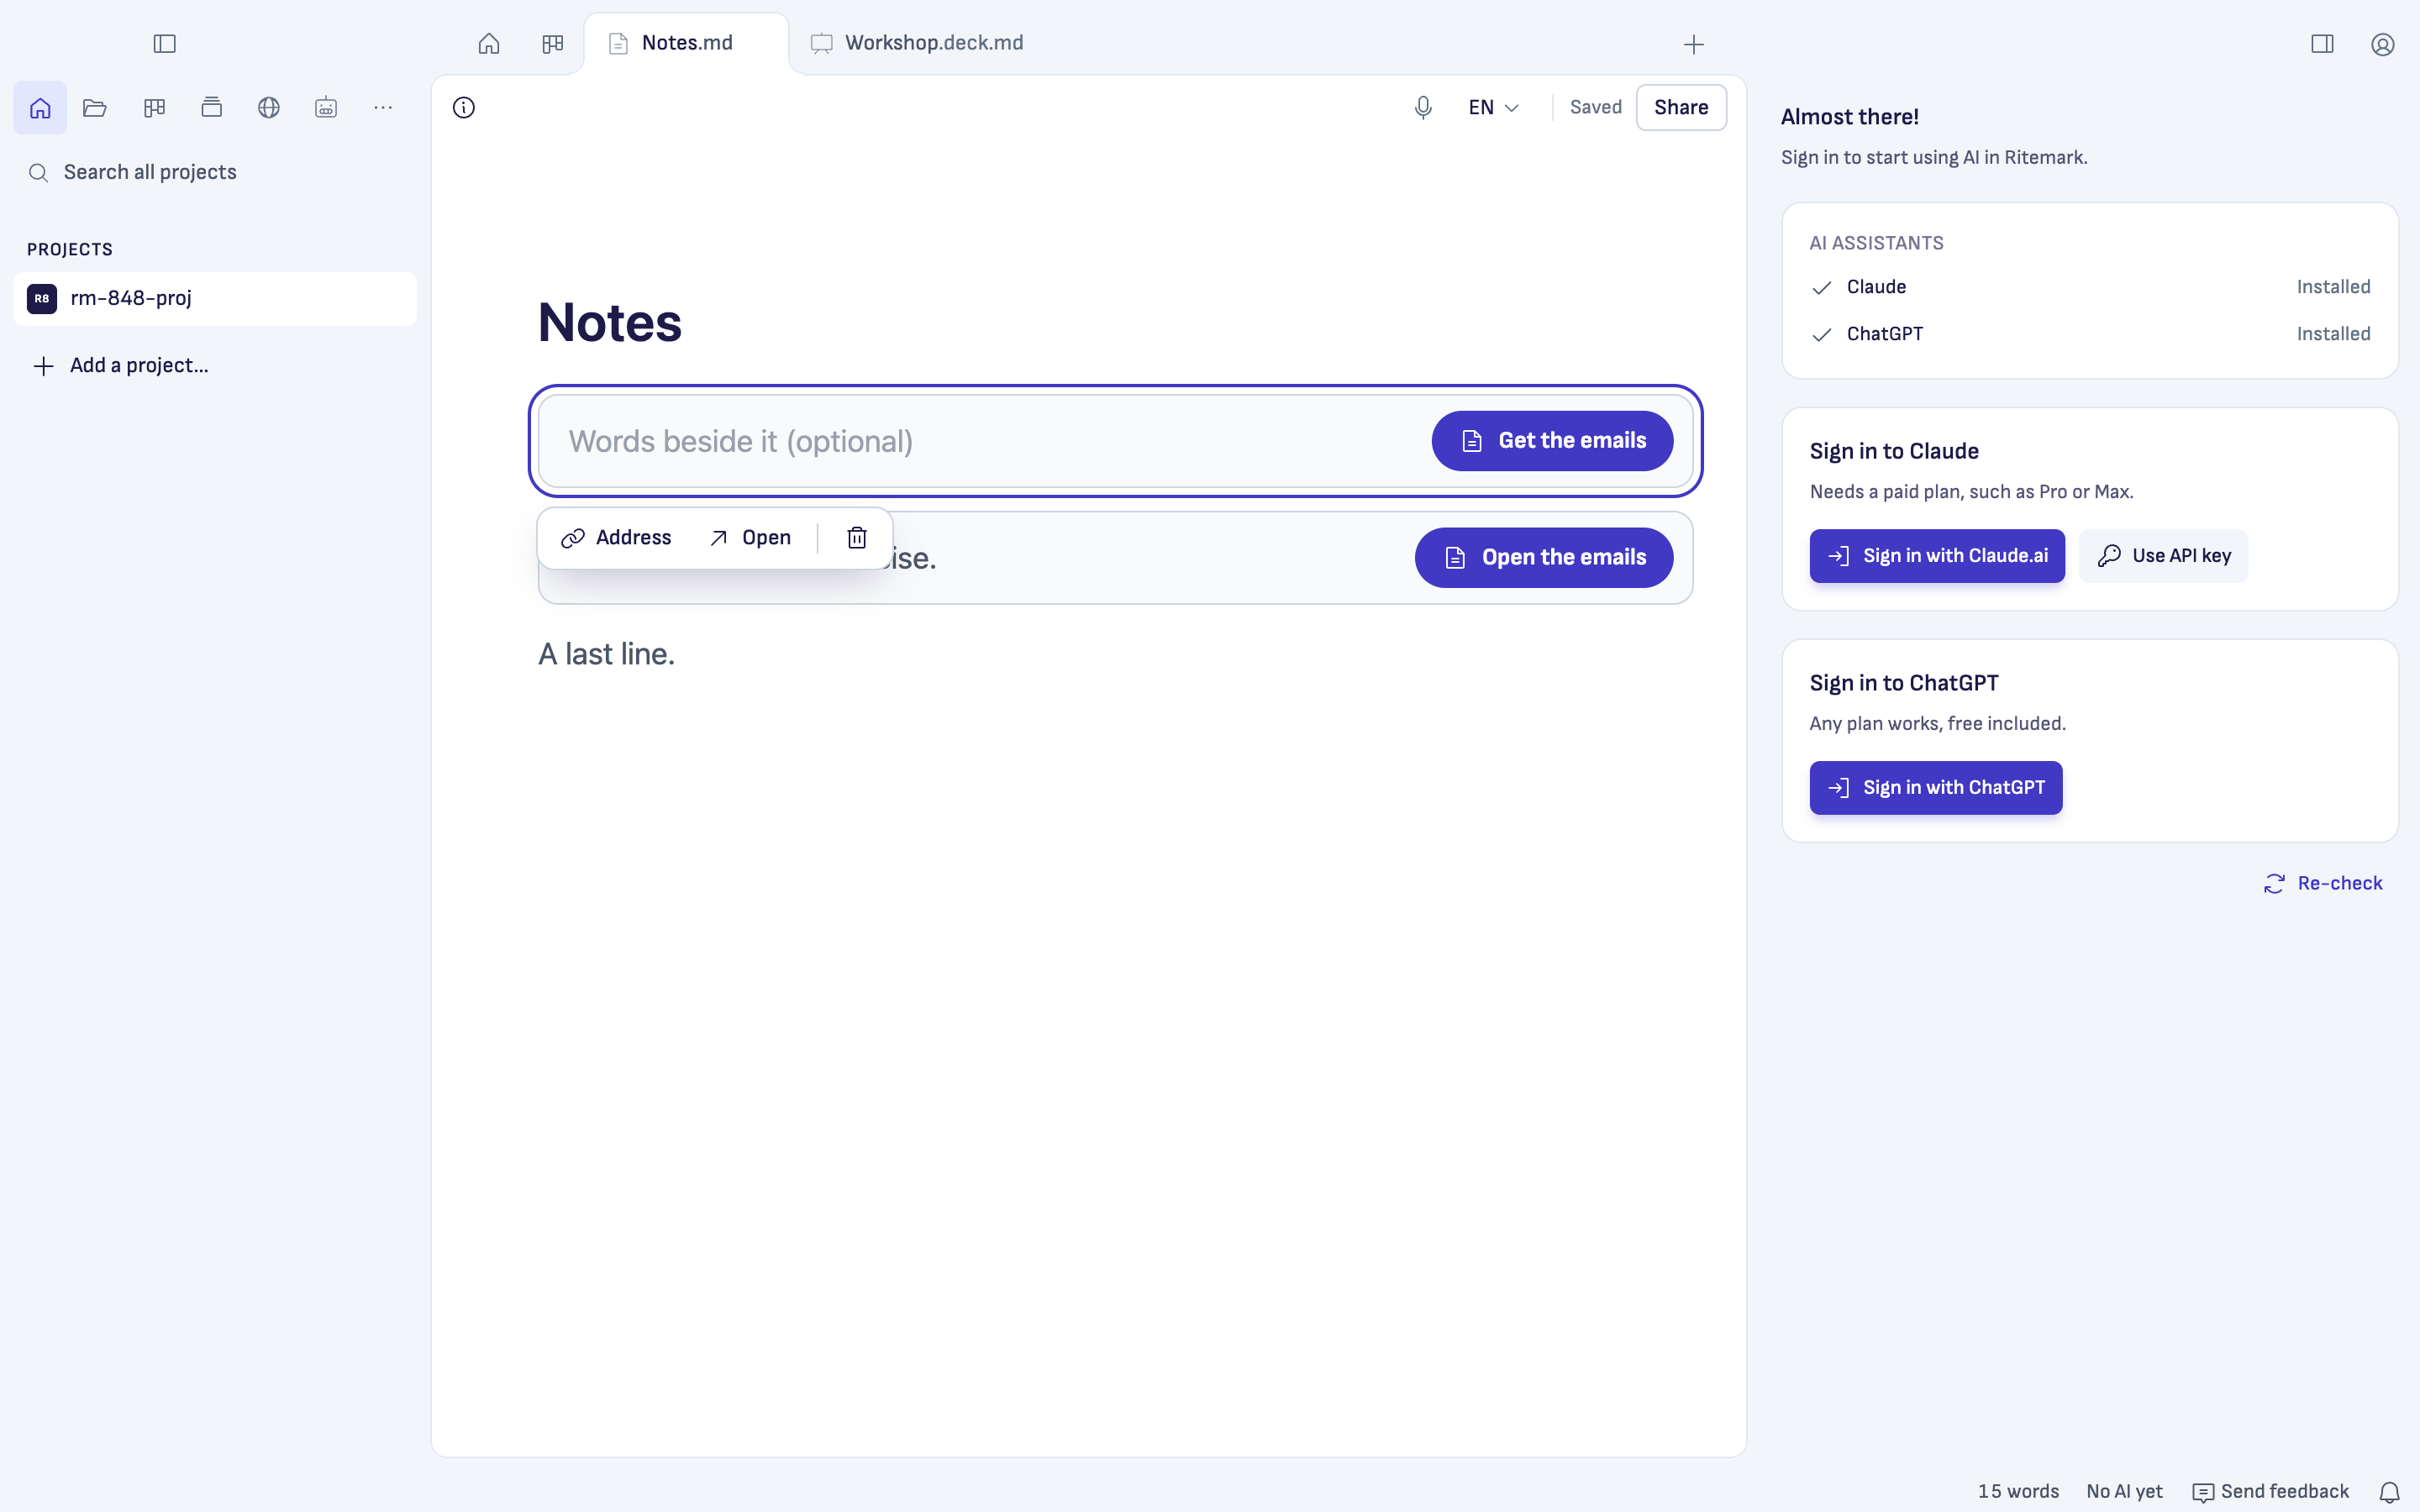 Notes.md
Workshop.deck.md
Search all projects
PROJECTS
R8 rm-848-proj
Add a project...
EN
Saved
Share
Notes
Words beside it (optional)
Get the emails
Address
Open
Open the emails
A last line.
Almost there!
Sign in to start using AI in Ritemark.
AI ASSISTANTS
Claude Installed
ChatGPT Installed
Sign in to Claude
Needs a paid plan, such as Pro or Max.
Sign in with Claude.ai
Use API key
Sign in to ChatGPT
Any plan works, free included.
Sign in with ChatGPT
Re-check
15 words
No AI yet
Send feedback